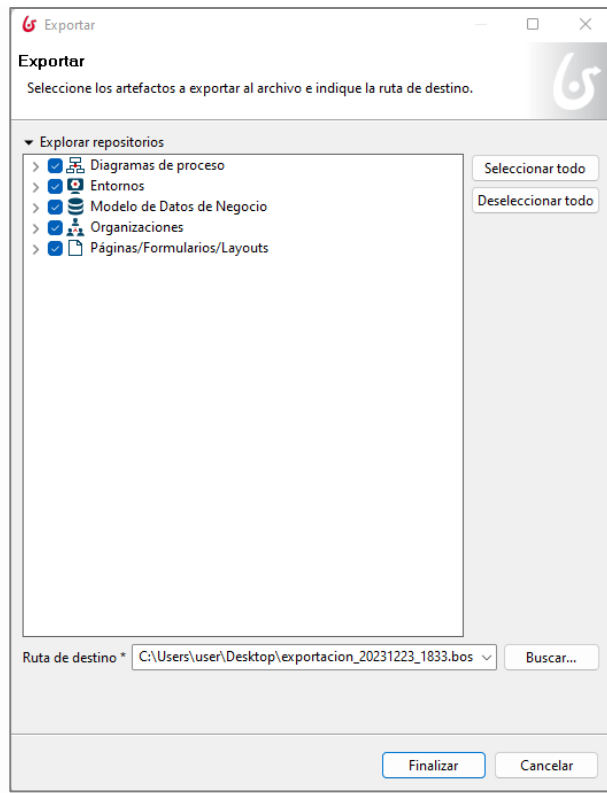 Exportar
Exportar
Seleccione los artefactos a exportar al archivo e indique la ruta de destino.
Explorar repositorios
Diagramas de proceso
Entornos
Modelo de Datos de Negocio
Organizaciones
Páginas/Formularios/Layouts
Seleccionar todo
Deseleccionar todo
Ruta de destino * C:\Users\user\Desktop\exportacion_20231223_1833.bos Buscar...
Finalizar Cancelar